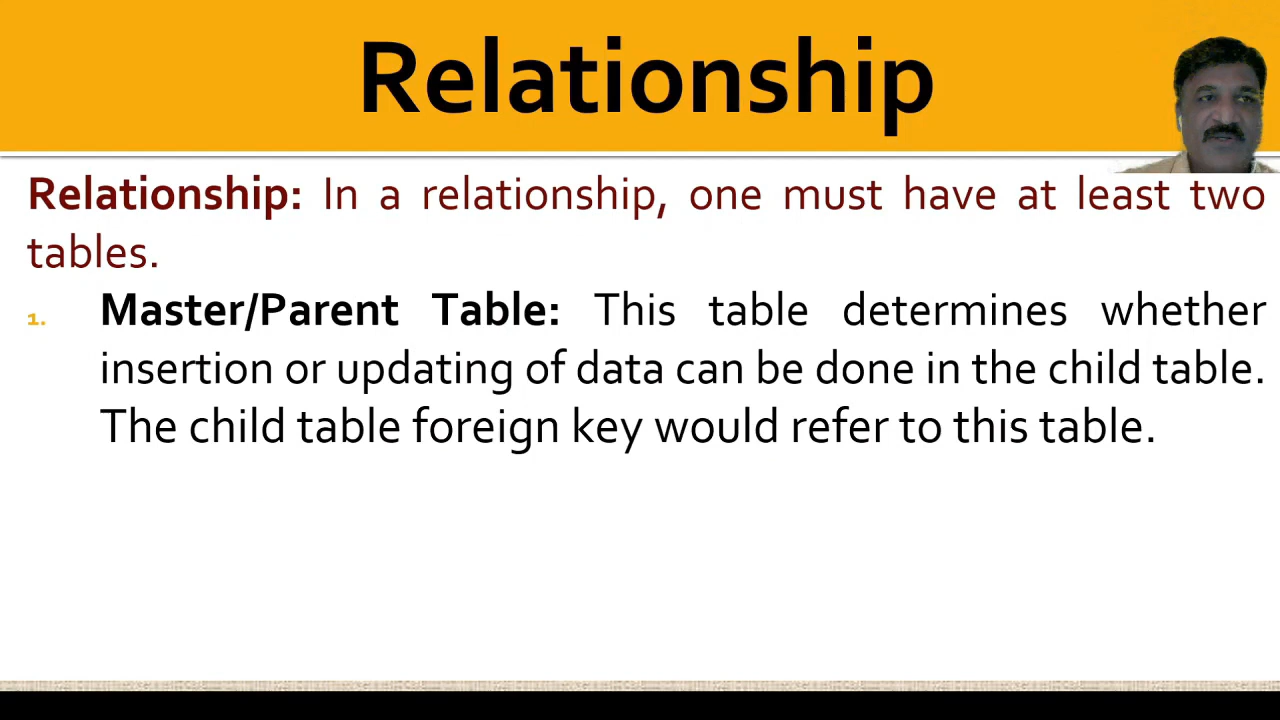 Relationship
Relationship: In a relationship, one must have at least two
tables.
1. Master/Parent Table: This table determines whether
insertion or updating of data can be done in the child table.
The child table foreign key would refer to this table.